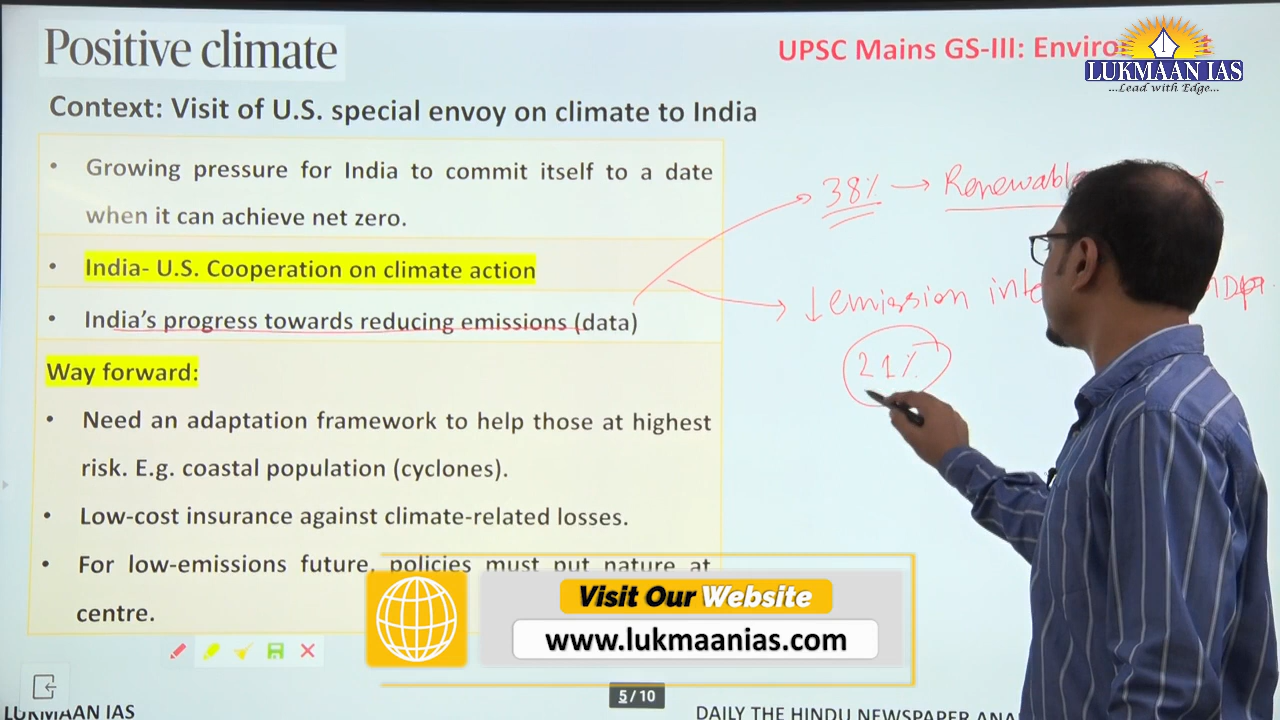 Positive climate
UPSC Mains GS-III:
LUKMAAN IAS
...Lead with Edge...
Context: Visit of U.S. special envoy on climate to India
• Growing pressure for India to commit itself to a date
when it can achieve net zero.
• India- U.S. Cooperation on climate action
• India's progress towards reducing emissions (data)
38% → Renewable
↓ emission
21%
Way forward:
• Need an adaptation framework to help those at highest
risk. E.g. coastal population (cyclones).
• Low-cost insurance against climate-related losses.
• For low-emissions future, policies must put nature at
centre.
Visit Our Website
www.lukmaanias.com
5 / 10
LUKMAAN IAS
DAILY THE HINDU NEWSPAPER